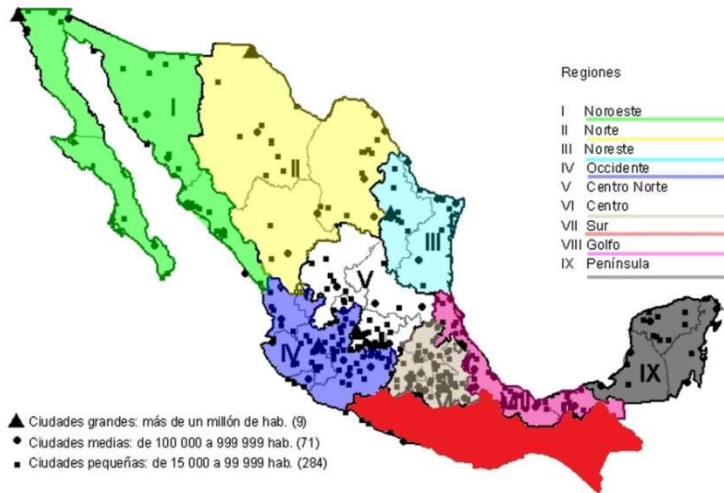 Regiones
I Noroeste
II Norte
III Noreste
IV Occidente
V Centro Norte
VI Centro
VII Sur
VIII Golfo
IX Península
I
II
III
V
IV
IX
VIII
Ciudades grandes: más de un millón de hab. (9)
Ciudades medias: de 100 000 a 999 999 hab. (71)
Ciudades pequeñas: de 15 000 a 99 999 hab. (284)